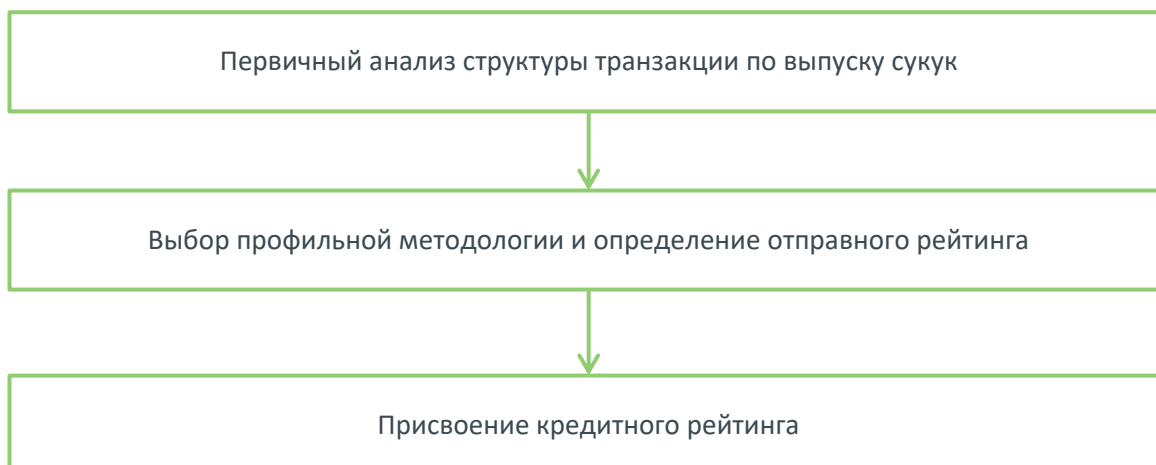 Первичный анализ структуры транзакции по выпуску сукук
Выбор профильной методологии и определение отправного рейтинга
Присвоение кредитного рейтинга